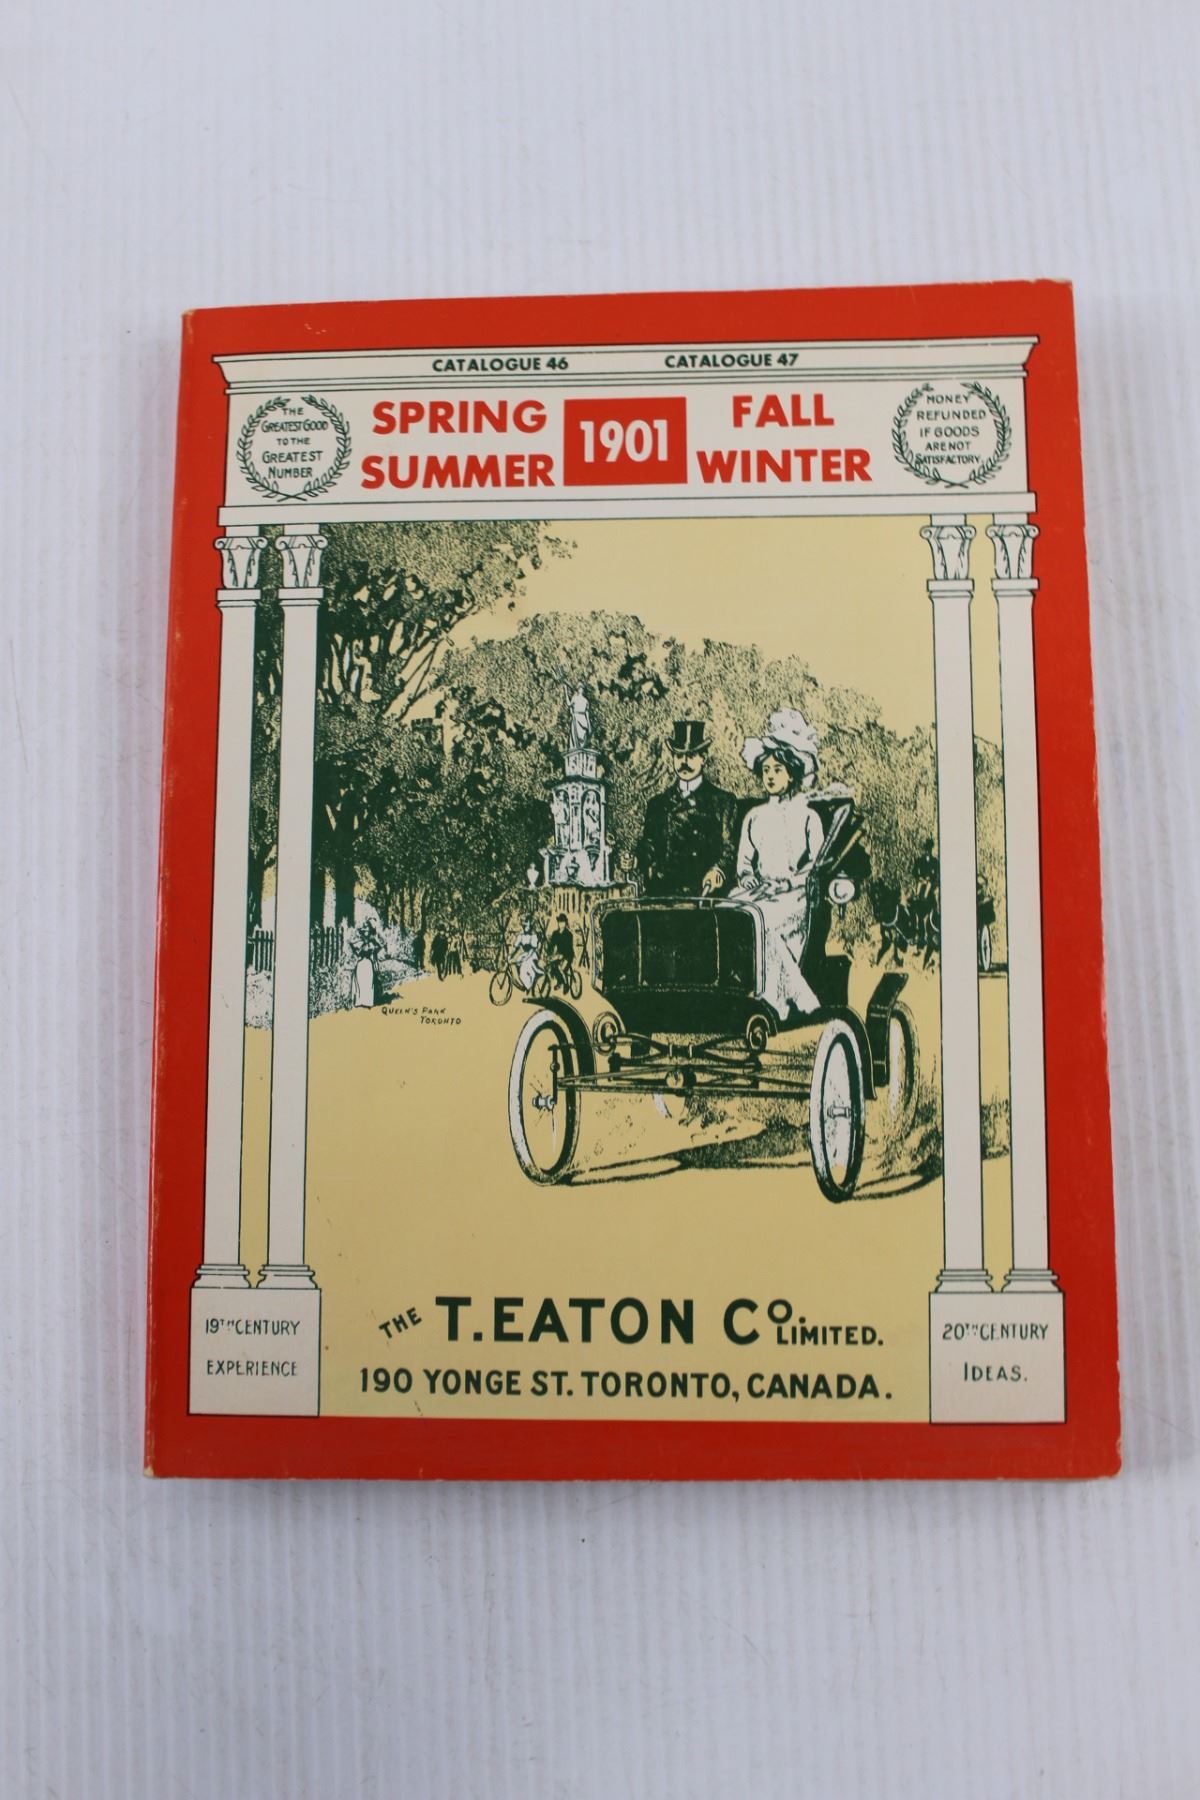 CATALOGUE 46 CATALOGUE 47
THE
GREATEST GOOD
TO THE
GREATEST
NUMBER
SPRING
SUMMER
1901
FALL
WINTER
MONEY
REFUNDED
IF GOODS
ARE NOT
SATISFACTORY
QUEEN'S PARK
TORONTO
THE T. EATON CO. LIMITED.
190 YONGE ST. TORONTO, CANADA.
19TH CENTURY
EXPERIENCE
20TH CENTURY
IDEAS.